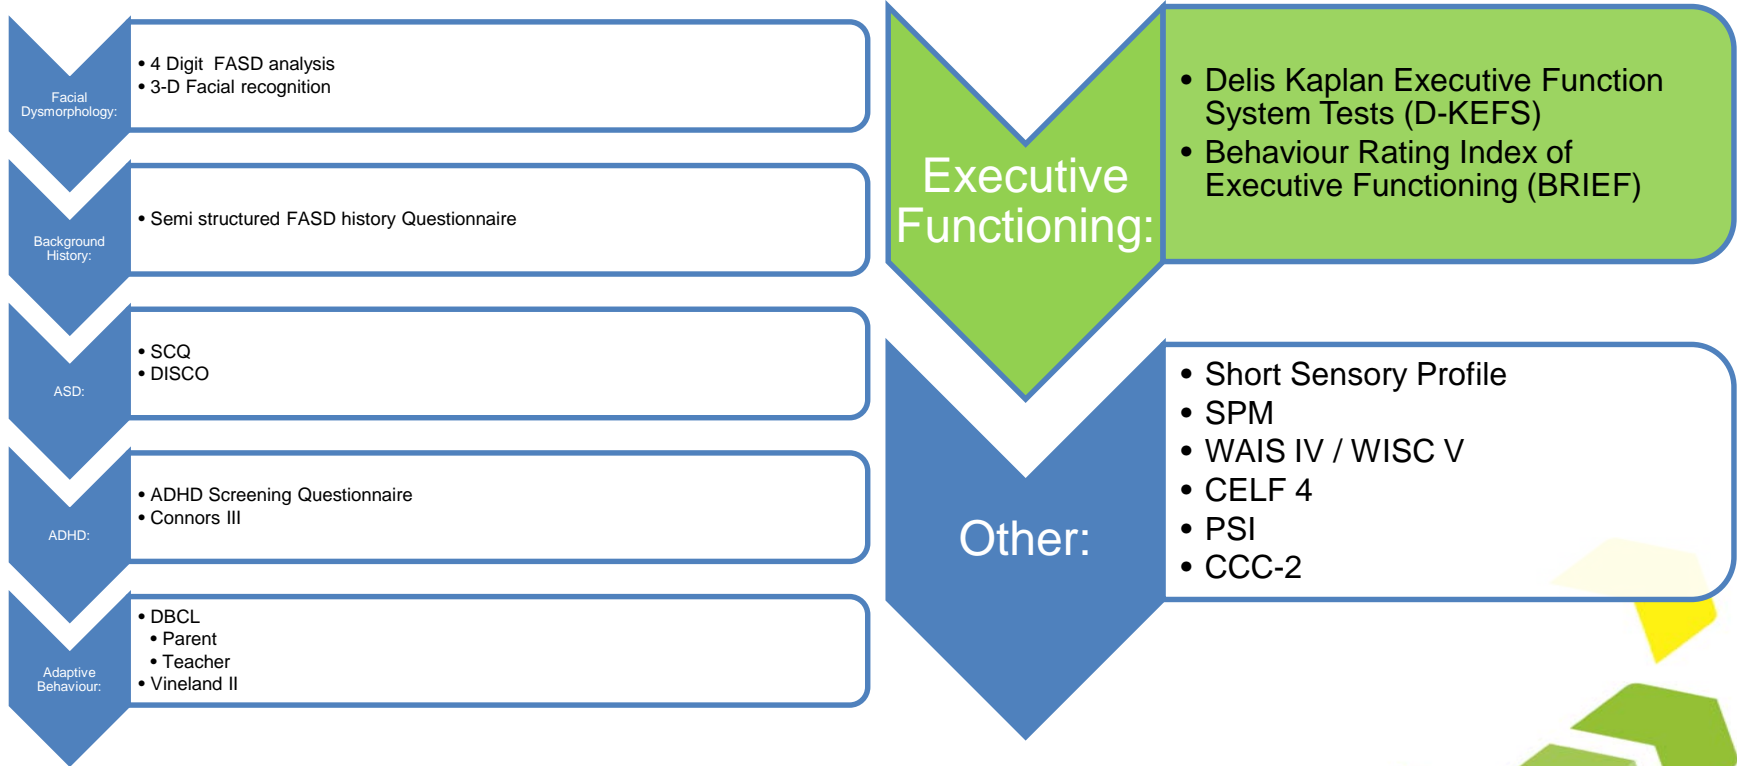 Facial
Dysmorphology:
• 4 Digit FASD analysis
• 3-D Facial recognition
Background
History:
• Semi structured FASD history Questionnaire
ASD:
• SCQ
• DISCO
ADHD:
• ADHD Screening Questionnaire
• Connors III
Adaptive
Behaviour:
• DBCL
• Parent
• Teacher
• Vineland II
Executive
Functioning:
• Delis Kaplan Executive Function
System Tests (D-KEFS)
• Behaviour Rating Index of
Executive Functioning (BRIEF)
Other:
• Short Sensory Profile
• SPM
• WAIS IV / WISC V
• CELF 4
• PSI
• CCC-2